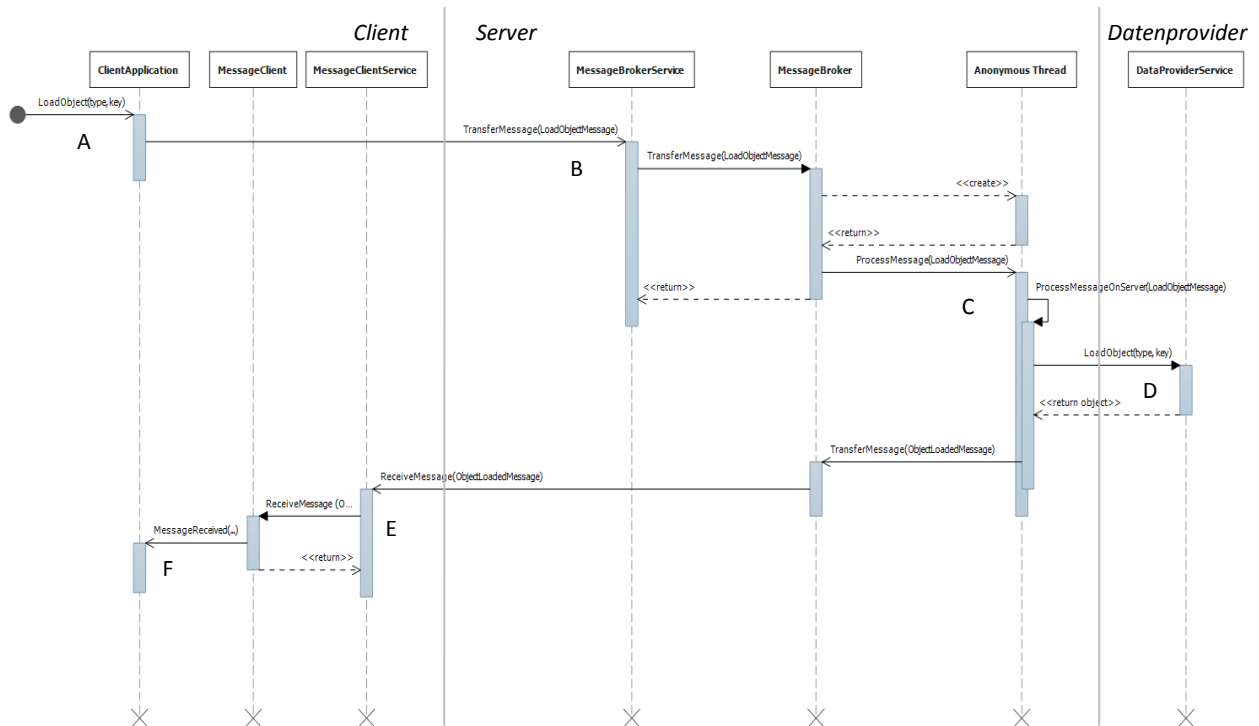 Client
Server
Datenprovider
ClientApplication
MessageClient
MessageClientService
MessageBrokerService
MessageBroker
Anonymous Thread
DataProviderService
LoadObject(type,key)
A
TransferMessage(LoadObjectMessage)
B
TransferMessage(LoadObjectMessage)
<<create>>
<<return>>
ProcessMessage(LoadObjectMessage)
<<return>>
C
ProcessMessageOnServer(LoadObjectMessage)
LoadObject(type, key)
D
<<return object>>
TransferMessage(ObjectLoadedMessage)
ReceiveMessage(ObjectLoadedMessage)
ReceiveMessage (O...
E
MessageReceived(...)
<<return>>
F